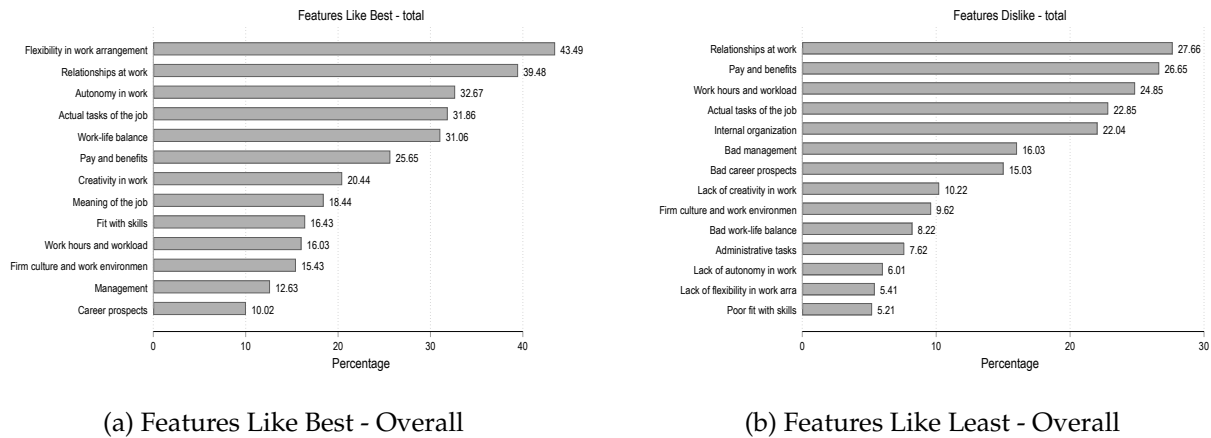 Features Like Best - total
Flexibility in work arrangement 43.49
Relationships at work 39.48
Autonomy in work 32.67
Actual tasks of the job 31.86
Work-life balance 31.06
Pay and benefits 25.65
Creativity in work 20.44
Meaning of the job 18.44
Fit with skills 16.43
Work hours and workload 16.03
Firm culture and work environmen 15.43
Management 12.63
Career prospects 10.02
0 10 20 30 40
Percentage
(a) Features Like Best - Overall
Features Dislike - total
Relationships at work 27.66
Pay and benefits 26.65
Work hours and workload 24.85
Actual tasks of the job 22.85
Internal organization 22.04
Bad management 16.03
Bad career prospects 15.03
Lack of creativity in work 10.22
Firm culture and work environmen 9.62
Bad work-life balance 8.22
Administrative tasks 7.62
Lack of autonomy in work 6.01
Lack of flexibility in work arra 5.41
Poor fit with skills 5.21
0 10 20 30
Percentage
(b) Features Like Least - Overall